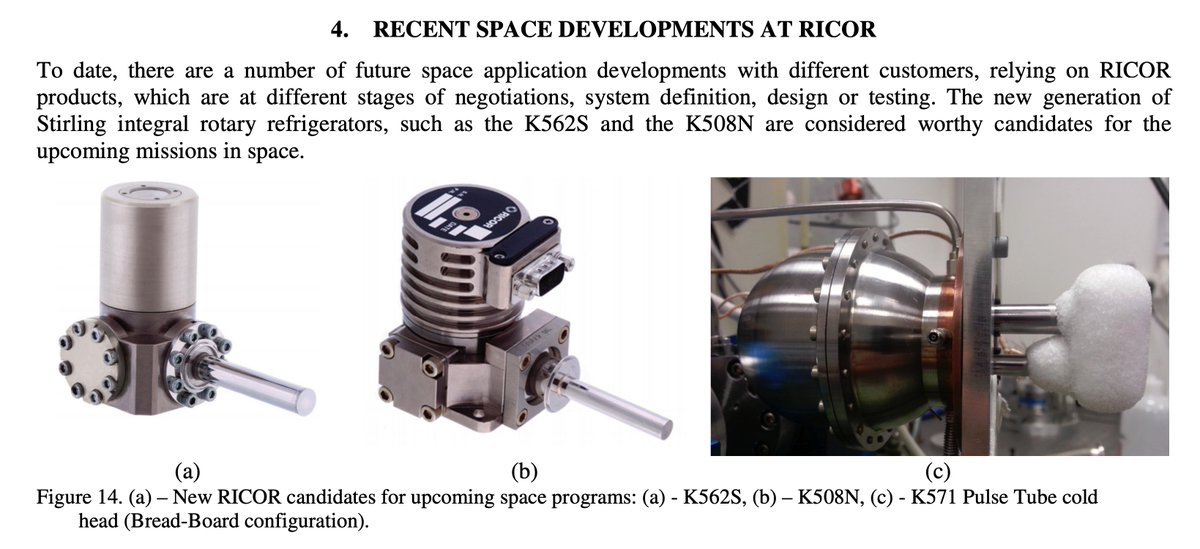 4. RECENT SPACE DEVELOPMENTS AT RICOR
To date, there are a number of future space application developments with different customers, relying on RICOR
products, which are at different stages of negotiations, system definition, design or testing. The new generation of
Stirling integral rotary refrigerators, such as the K562S and the K508N are considered worthy candidates for the
upcoming missions in space.
RICOR
DATE
(a)
(b)
(c)
Figure 14. (a) – New RICOR candidates for upcoming space programs: (a) - K562S, (b) – K508N, (c) - K571 Pulse Tube cold
head (Bread-Board configuration).